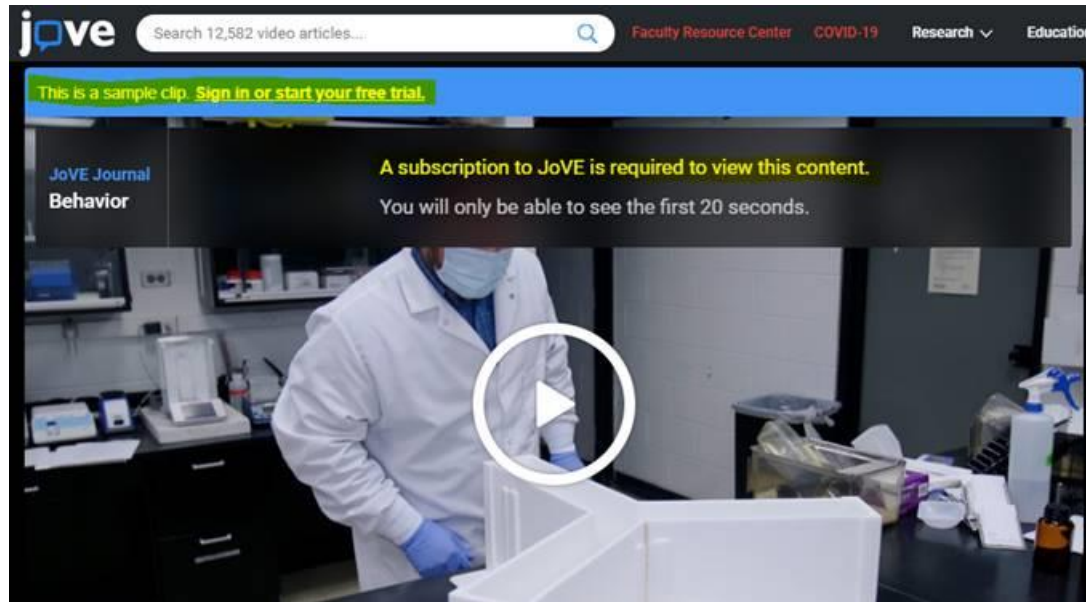 jove
Search 12,582 video articles...
Faculty Resource Center COVID-19 Research Educatio
This is a sample clip. Sign in or start your free trial.
JoVE Journal
Behavior
A subscription to JoVE is required to view this content.
You will only be able to see the first 20 seconds.